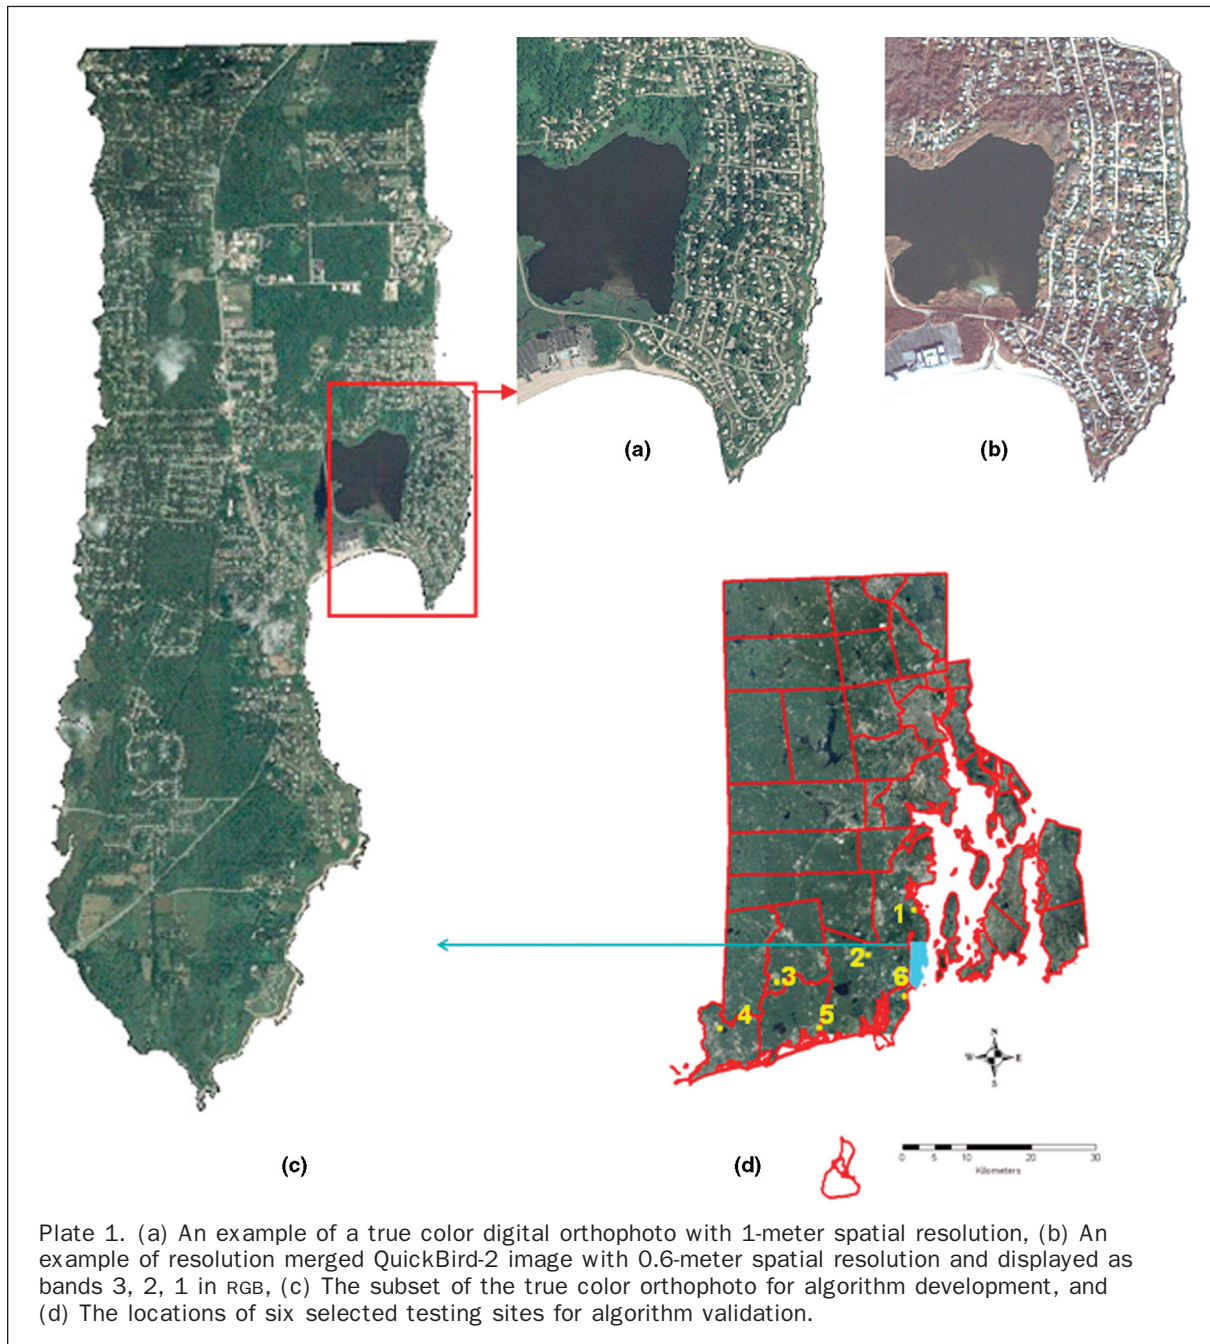 (a)
(b)
(c)
(d)
1
2
3
4
5
6
N
W E
S
0 5 10 20 30
Kilometers
Plate 1. (a) An example of a true color digital orthophoto with 1-meter spatial resolution, (b) An
example of resolution merged QuickBird-2 image with 0.6-meter spatial resolution and displayed as
bands 3, 2, 1 in RGB, (c) The subset of the true color orthophoto for algorithm development, and
(d) The locations of six selected testing sites for algorithm validation.